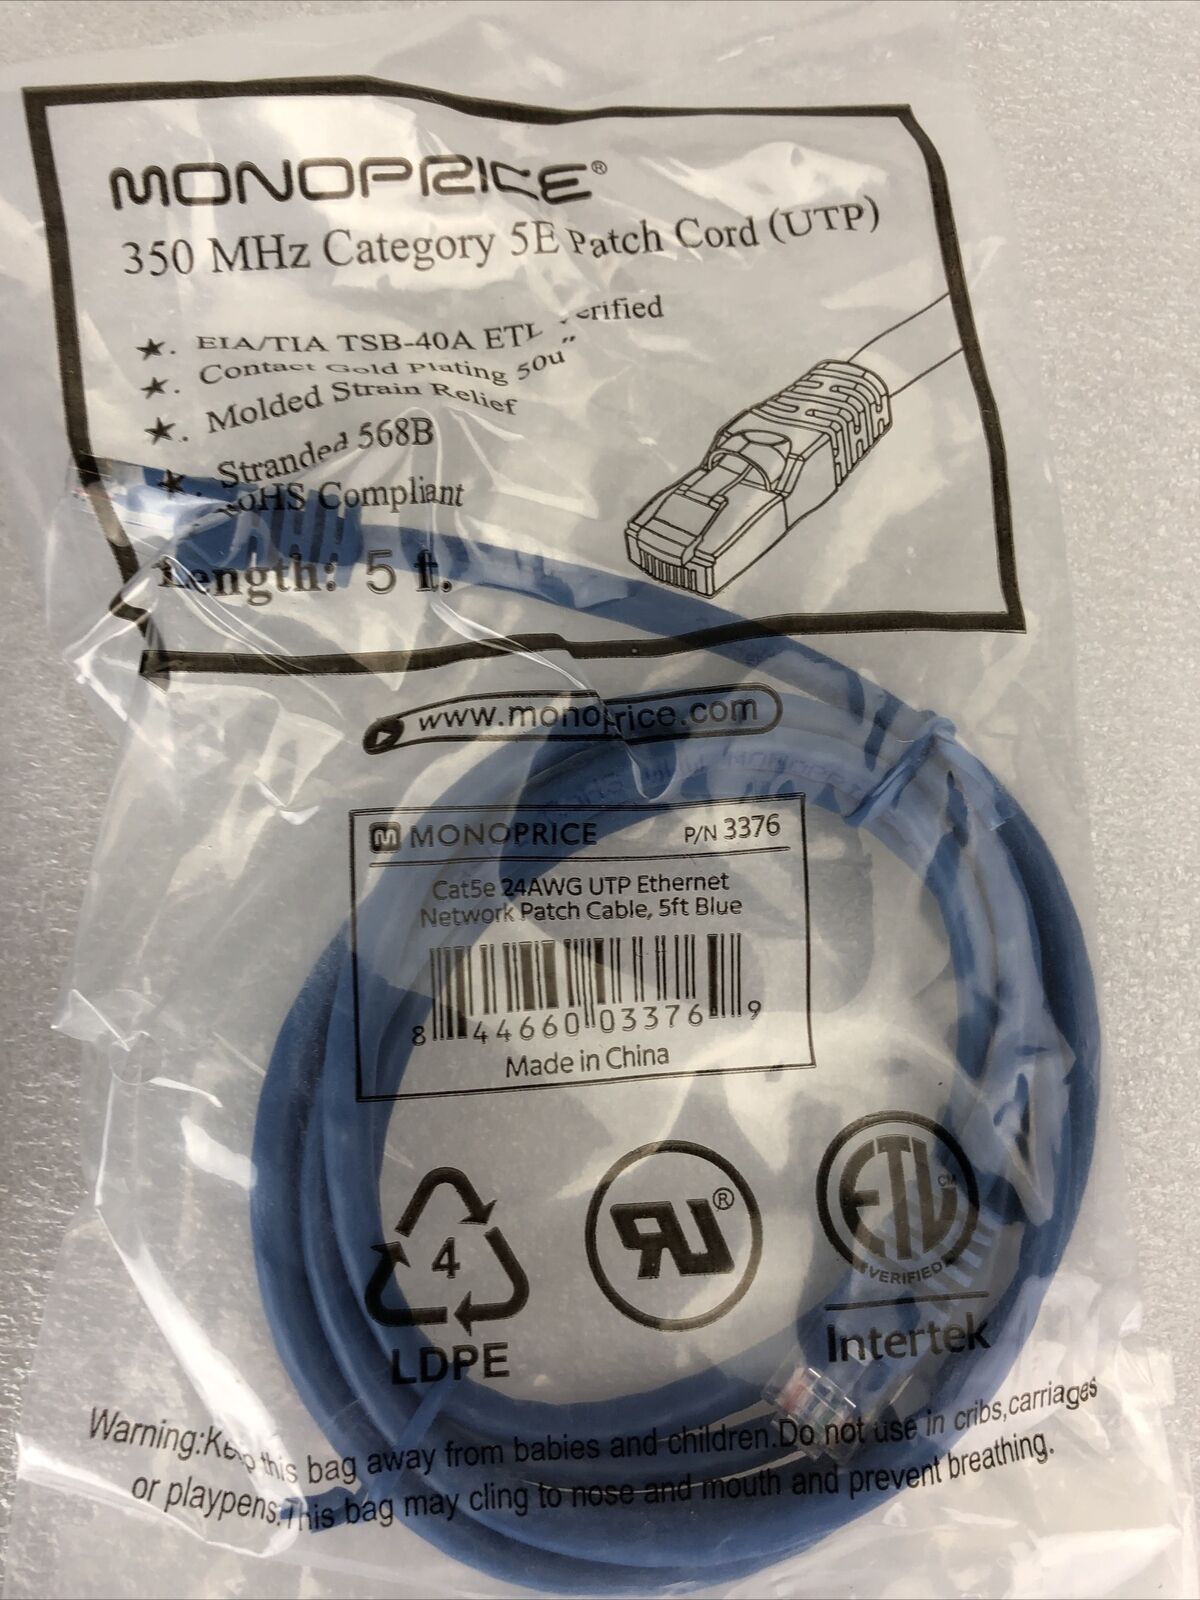 MONOPRICE®
350 MHz Category 5E Patch Cord (UTP)
★. EIA/TIA TSB-40A ETL Verified
★. Contact Gold Plating 50u"
★. Molded Strain Relief
★. Stranded 568B
RoHS Compliant
Length: 5 ft.
www.monoprice.com
MONOPRICE P/N 3376
Cat5e 24AWG UTP Ethernet
Network Patch Cable, 5ft Blue
8 44660 03376 9
Made in China
4
LDPE
RU®
ETL CM
VERIFIED
Intertek
Warning:Keep this bag away from babies and children.Do not use in cribs,carriages
or playpens.This bag may cling to nose and mouth and prevent breathing.